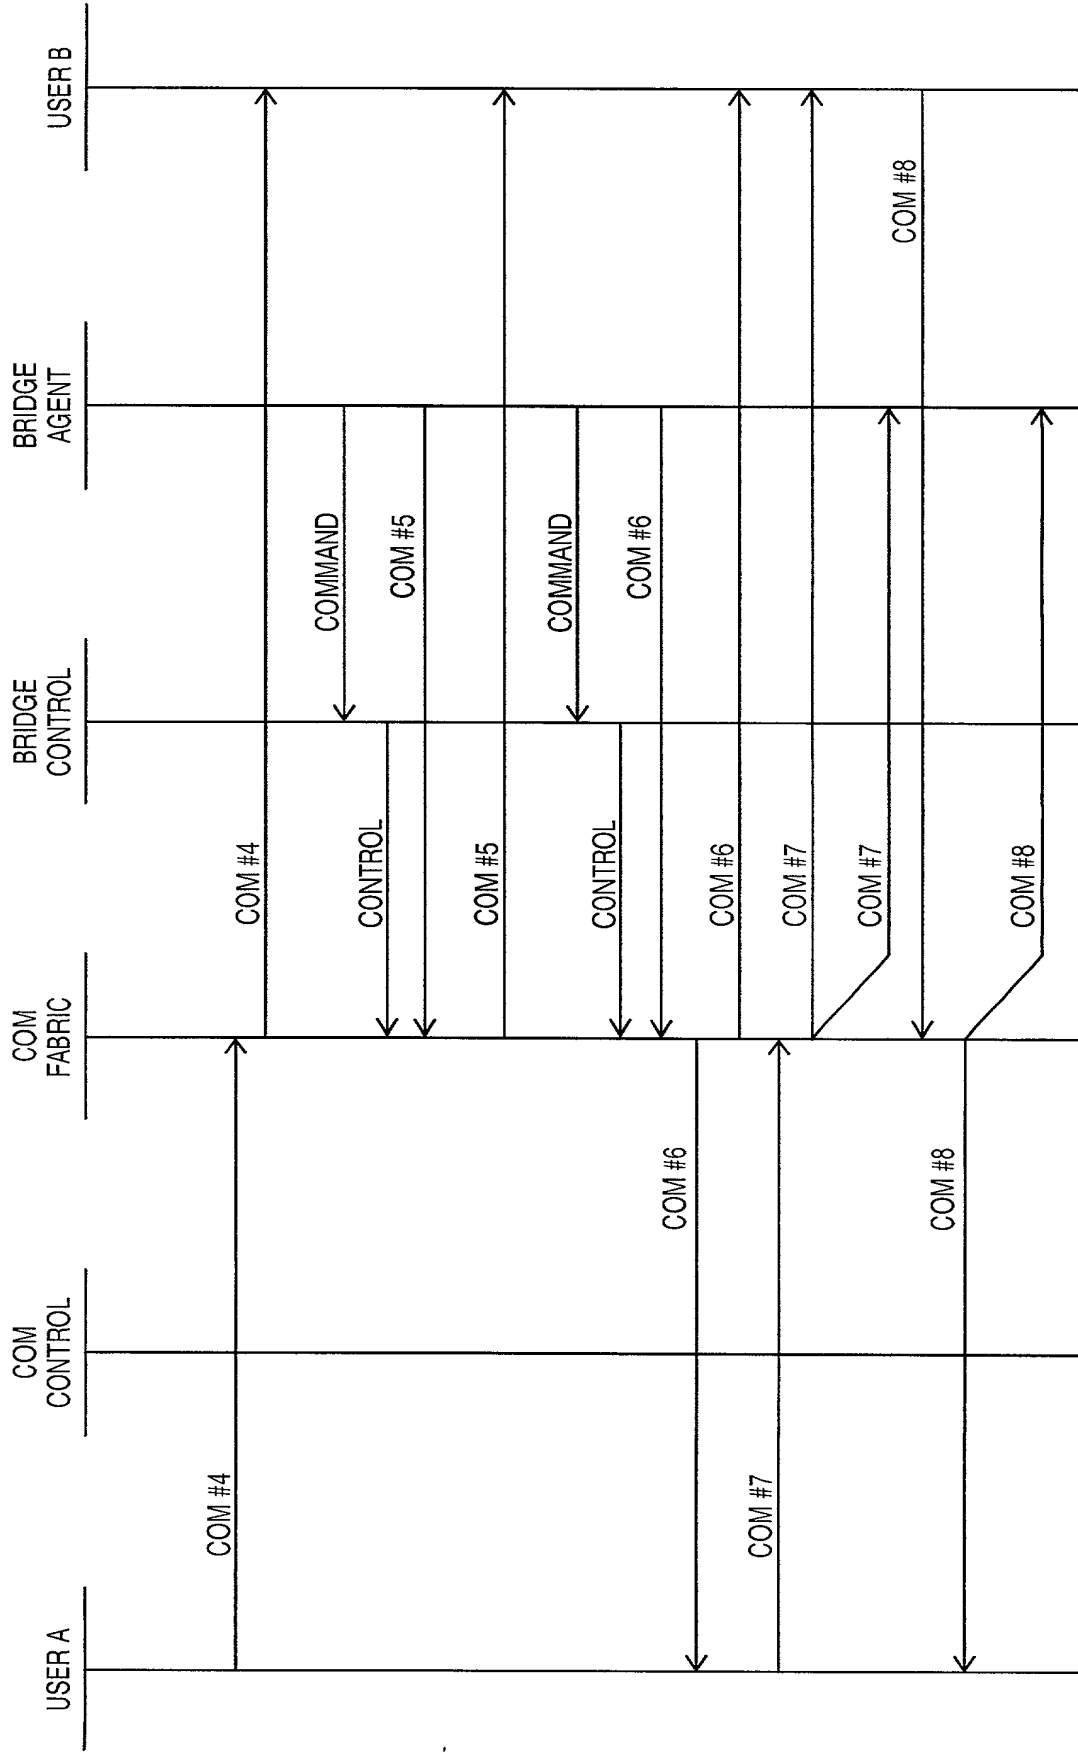 USER A
COM
CONTROL
COM
FABRIC
BRIDGE
CONTROL
BRIDGE
AGENT
USER B
COM #4
COM #4
COMMAND
CONTROL
COM #5
COM #5
COMMAND
CONTROL
COM #6
COM #6
COM #6
COM #7
COM #7
COM #7
COM #8
COM #8
COM #8